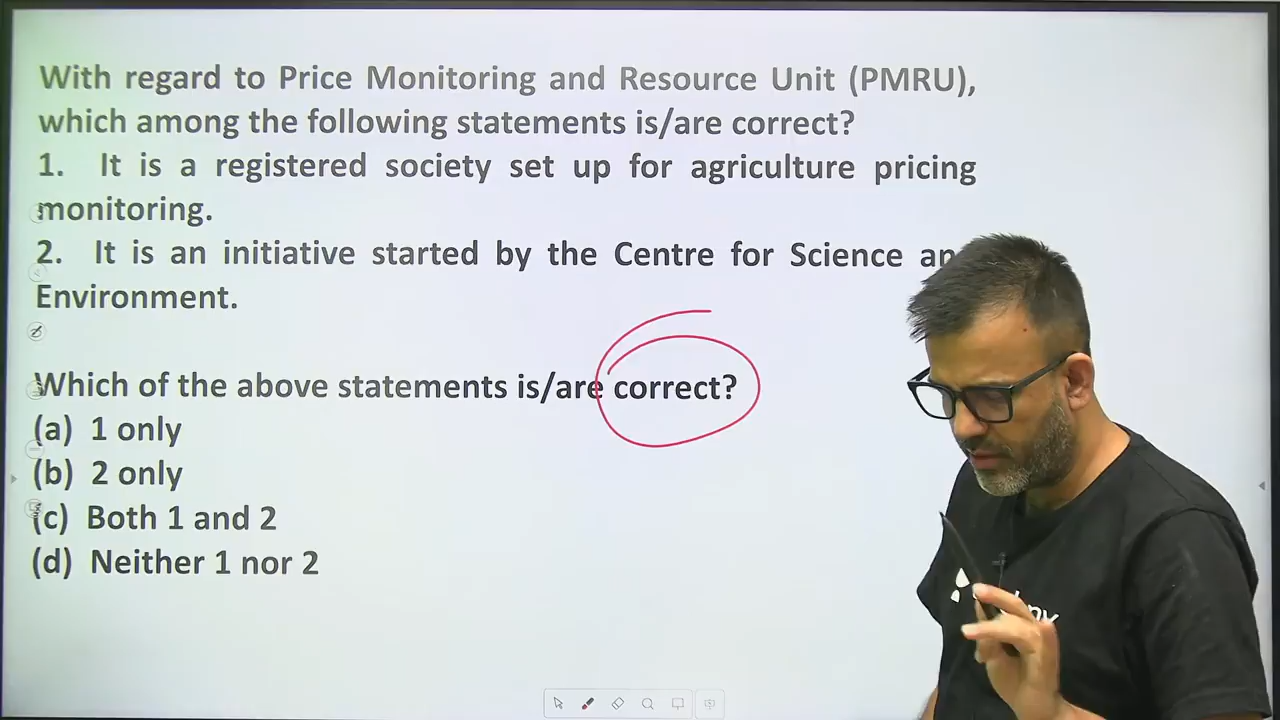 With regard to Price Monitoring and Resource Unit (PMRU),
which among the following statements is/are correct?
1. It is a registered society set up for agriculture pricing
monitoring.
2. It is an initiative started by the Centre for Science
Environment.
Which of the above statements is/are correct?
(a) 1 only
(b) 2 only
(c) Both 1 and 2
(d) Neither 1 nor 2